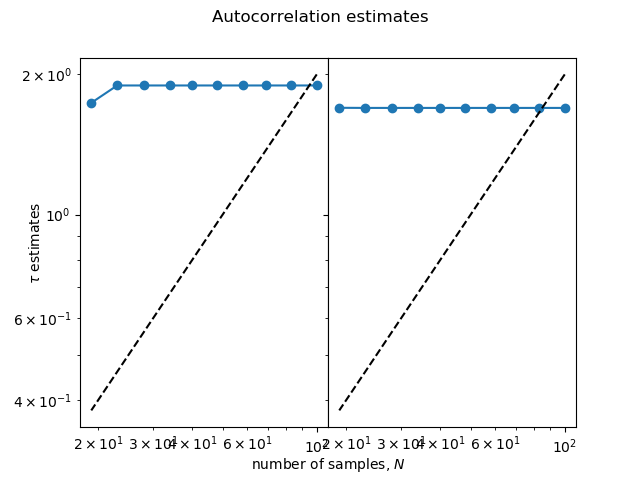 Autocorrelation estimates
2 × 10⁰
10⁰
6 × 10⁻¹
4 × 10⁻¹
τ estimates
2 × 10¹ 3 × 10¹ 4 × 10¹ 6 × 10¹ 10² 2 × 10¹ 3 × 10¹ 4 × 10¹ 6 × 10¹ 10²
number of samples, N